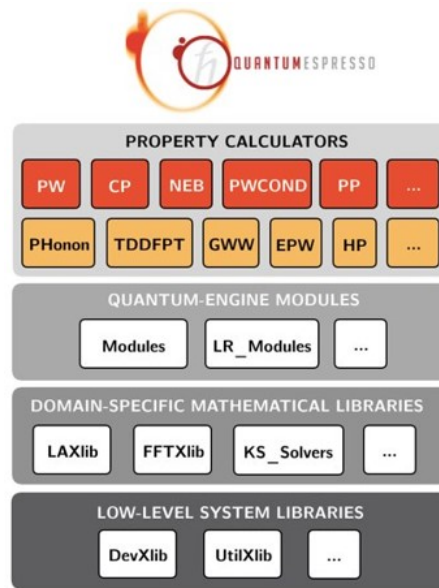 ħ QUANTUMESPRESSO
PROPERTY CALCULATORS
PW CP NEB PWCOND PP ...
PHonon TDDFPT GWW EPW HP ...
QUANTUM-ENGINE MODULES
Modules LR_Modules ...
DOMAIN-SPECIFIC MATHEMATICAL LIBRARIES
LAXlib FFTXlib KS_Solvers ...
LOW-LEVEL SYSTEM LIBRARIES
DevXlib UtilXlib ...